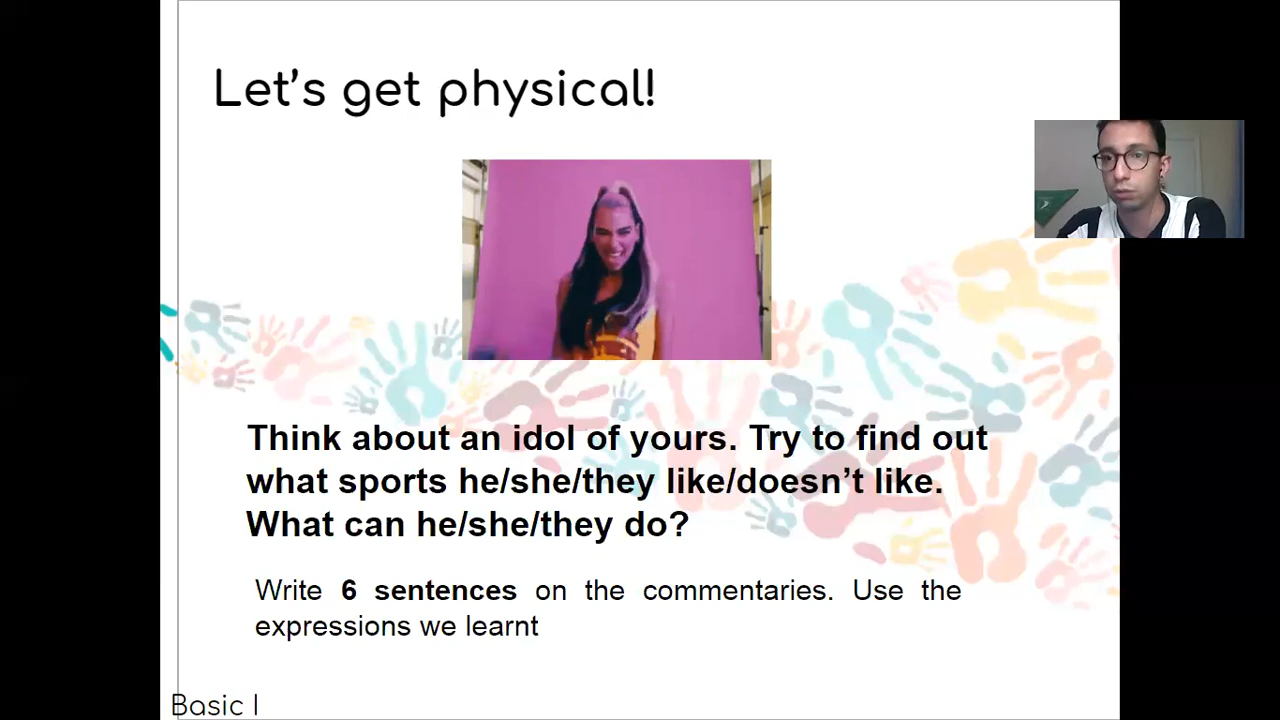 Let's get physical!
Think about an idol of yours. Try to find out
what sports he/she/they like/doesn't like.
What can he/she/they do?
Write 6 sentences on the commentaries. Use the
expressions we learnt
Basic I